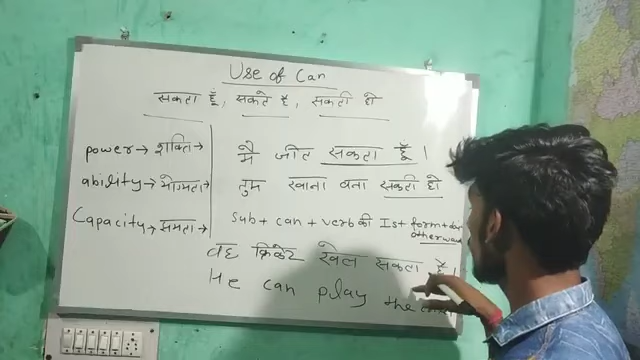 Use of Can
सकता हूँ, सकते है, सकती हो
power → शक्ति →
ability → योग्यता →
Capacity → क्षमता →
मै जीत सकता हूँ ।
तुम खाना बना सकती हो
Sub + can + verb की Ist form +
otherword
वह क्रिकेट खेल सकता है ।
He can play the